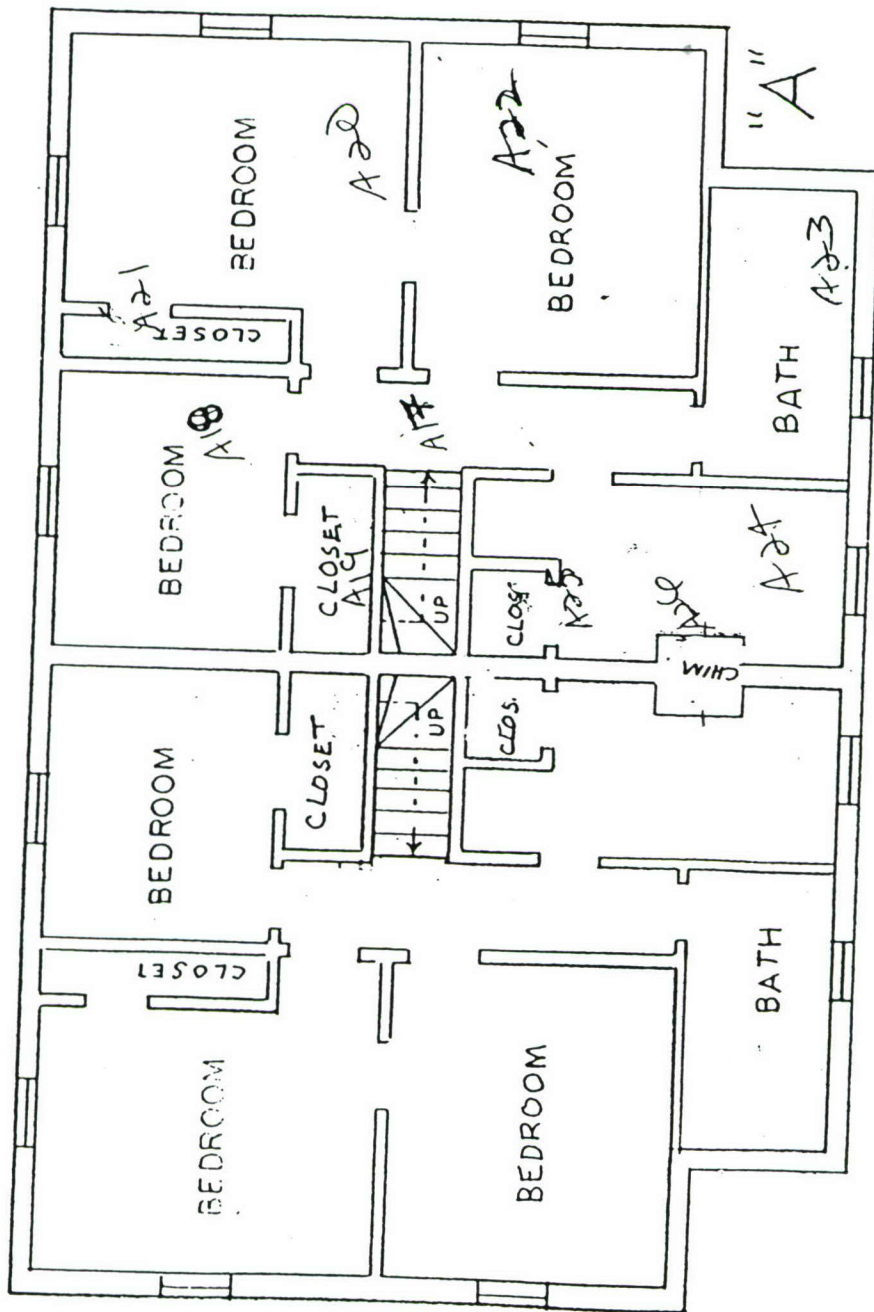 BEDROOM
A20
A22
BEDROOM
"A"
A21
CLOSET
BEDROOM
A18
A17
BATH
A23
CLOSET
A19
UP
CLOS.
A25
A24
CHIM
CLOSET
UP
CLOS.
BEDROOM
CLOSET
BEDROOM
BEDROOM
BATH